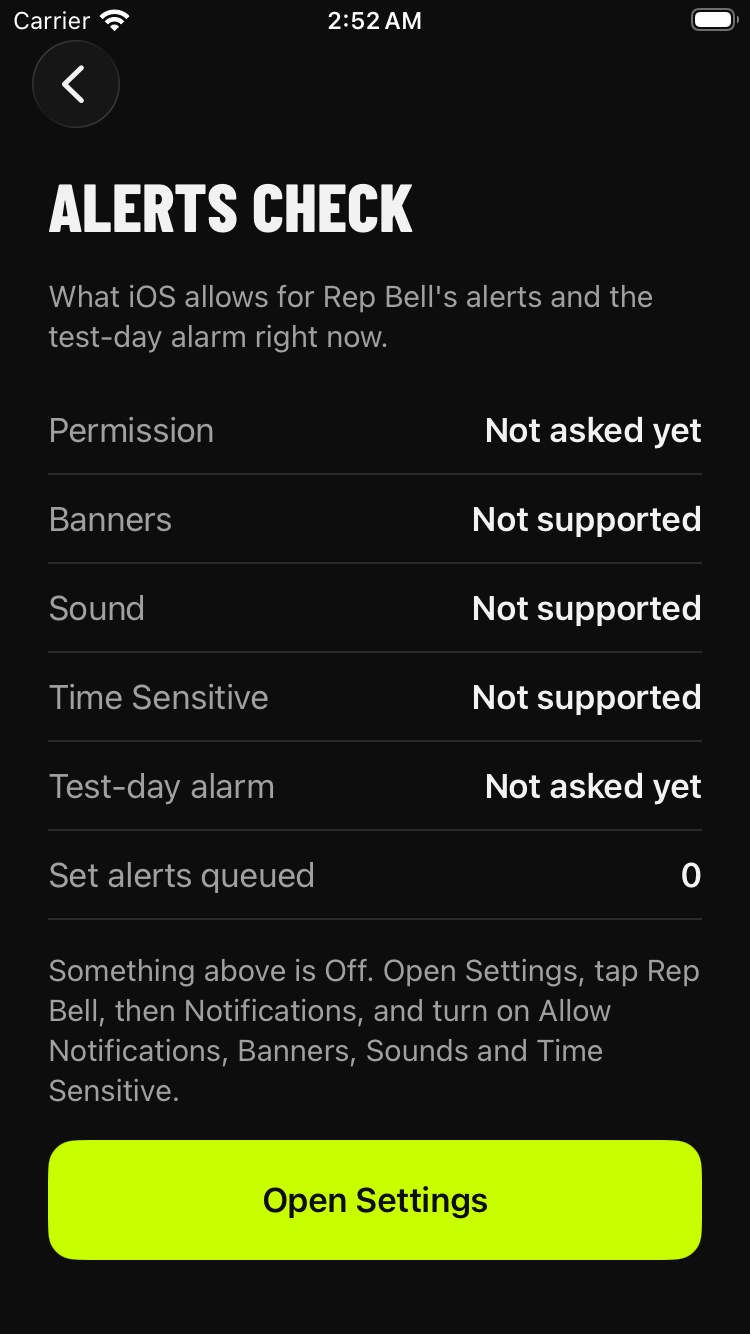 Carrier 2:52 AM
ALERTS CHECK
What iOS allows for Rep Bell's alerts and the
test-day alarm right now.
Permission Not asked yet
Banners Not supported
Sound Not supported
Time Sensitive Not supported
Test-day alarm Not asked yet
Set alerts queued 0
Something above is Off. Open Settings, tap Rep
Bell, then Notifications, and turn on Allow
Notifications, Banners, Sounds and Time
Sensitive.
Open Settings